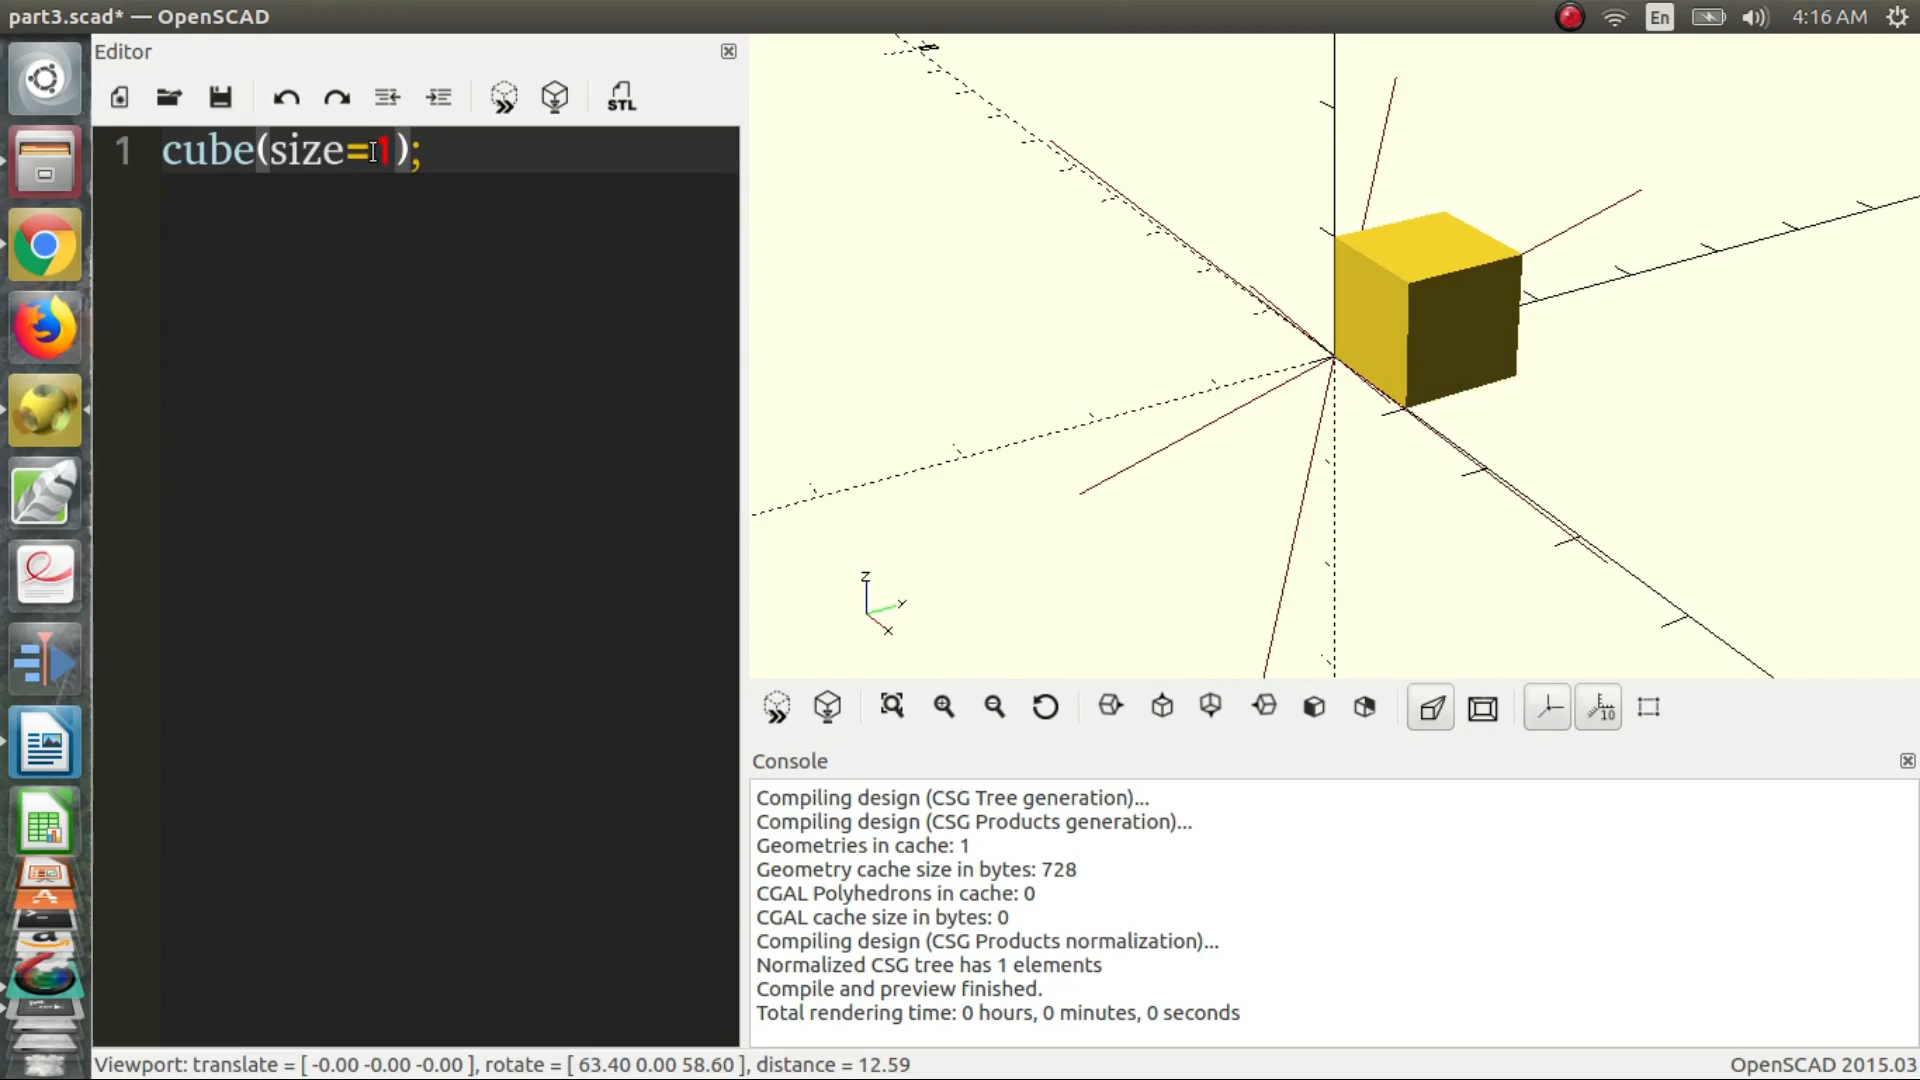 part3.scad* — OpenSCAD
En
4:16 AM
Editor
STL
1 cube(size=1);
z
y
x
10
Console
Compiling design (CSG Tree generation)...
Compiling design (CSG Products generation)...
Geometries in cache: 1
Geometry cache size in bytes: 728
CGAL Polyhedrons in cache: 0
CGAL cache size in bytes: 0
Compiling design (CSG Products normalization)...
Normalized CSG tree has 1 elements
Compile and preview finished.
Total rendering time: 0 hours, 0 minutes, 0 seconds
Viewport: translate = [ -0.00 -0.00 -0.00 ], rotate = [ 63.40 0.00 58.60 ], distance = 12.59
OpenSCAD 2015.03